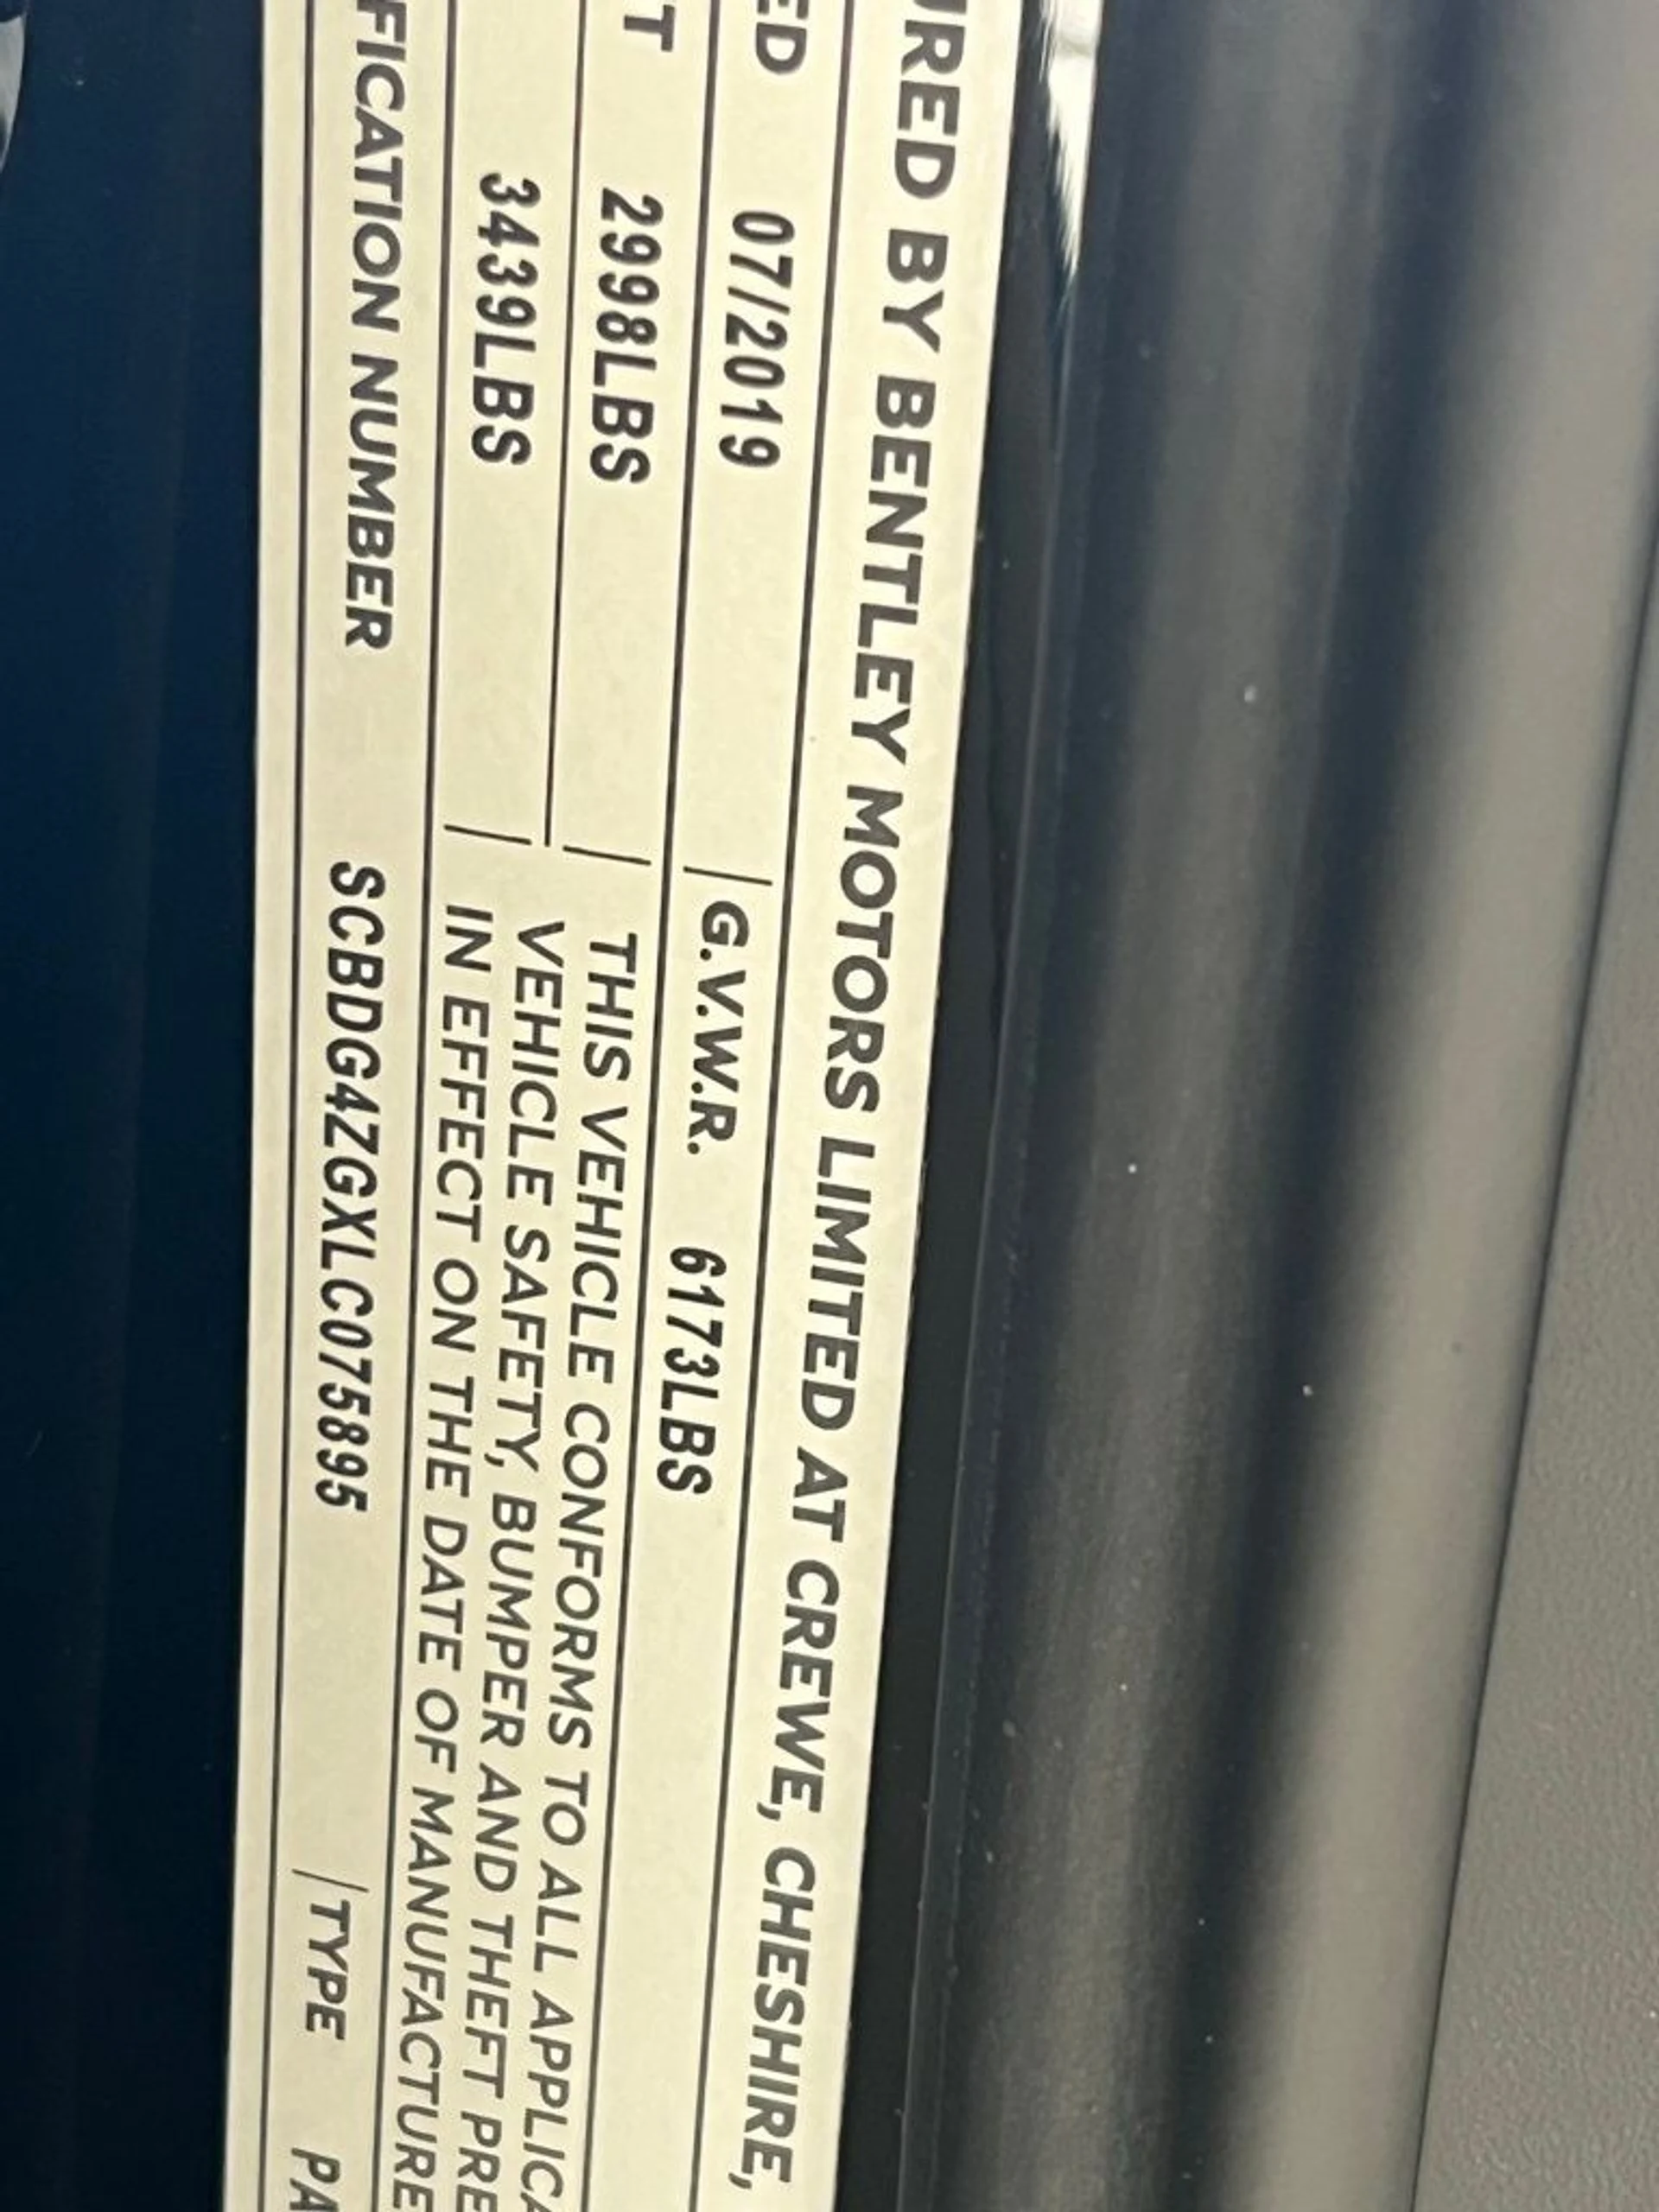 URED BY BENTLEY MOTORS LIMITED AT CREWE, CHESHIRE,
ED 07/2019 G.V.W.R. 6173LBS
T 2998LBS THIS VEHICLE CONFORMS TO ALL APPLICA
3439LBS VEHICLE SAFETY, BUMPER AND THEFT PRE
IN EFFECT ON THE DATE OF MANUFACTURE
FICATION NUMBER SCBDG4ZGXLC075895 TYPE PA